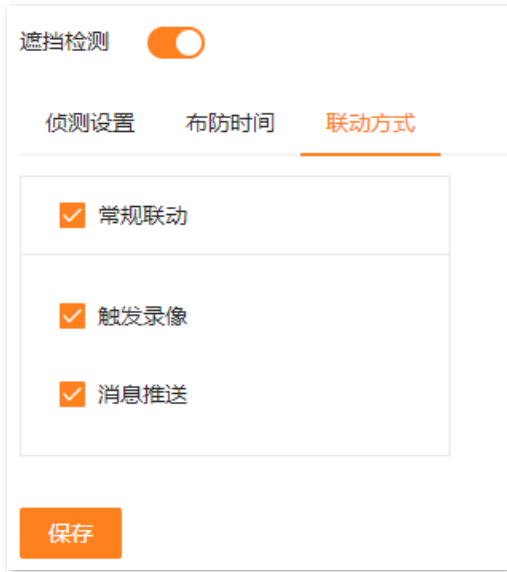 遮挡检测
侦测设置 布防时间 联动方式
常规联动
触发录像
消息推送
保存